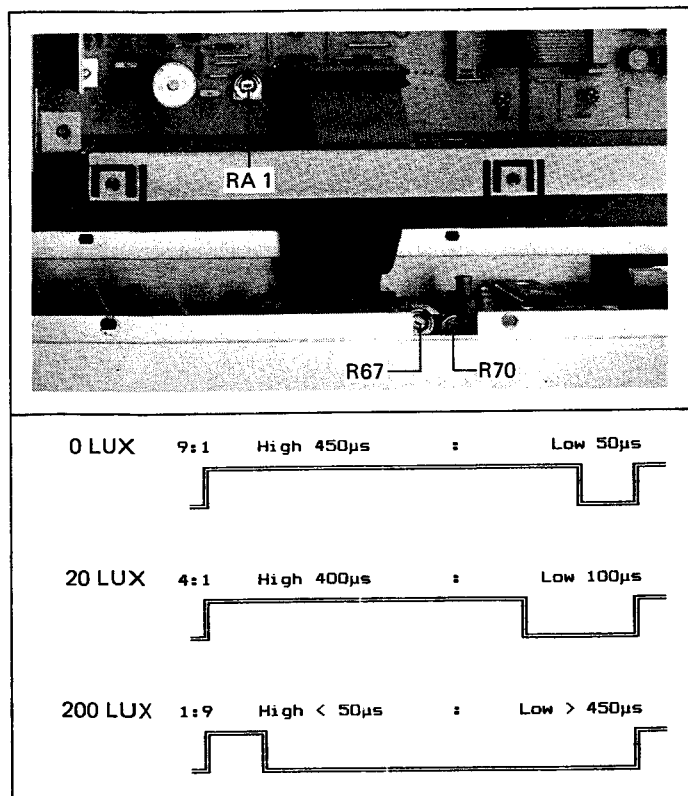 RA 1
R67 R70
0 LUX 9:1 High 450µs : Low 50µs
20 LUX 4:1 High 400µs : Low 100µs
200 LUX 1:9 High < 50µs : Low > 450µs